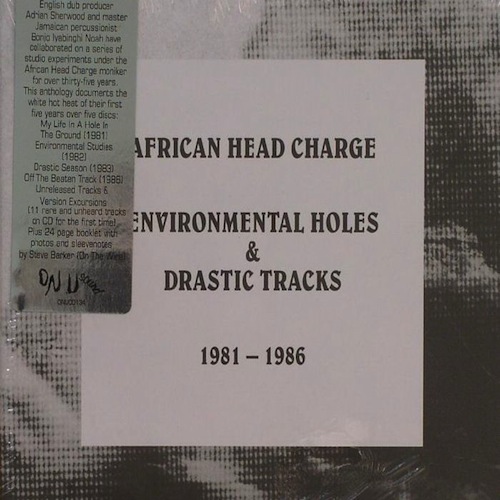 English dub producer
Adrian Sherwood and master
Jamaican percussionist
Bonjo Iyabinghi Noah have
collaborated on a series of
studio experiments under the
African Head Charge moniker
for over thirty-five years.
This anthology documents the
white hot heat of their first
five years over five discs:
My Life In A Hole In
The Ground (1981)
Environmental Studies
(1982)
Drastic Season (1983)
Off The Beaten Track (1986)
Unreleased Tracks &
Version Excursions
(11 rare and unheard tracks
on CD for the first time)
Plus 24 page booklet with
photos and sleevenotes
by Steve Barker (On The Wire)
ON U SOUND
ONUCD136
AFRICAN HEAD CHARGE
ENVIRONMENTAL HOLES
&
DRASTIC TRACKS
1981 – 1986